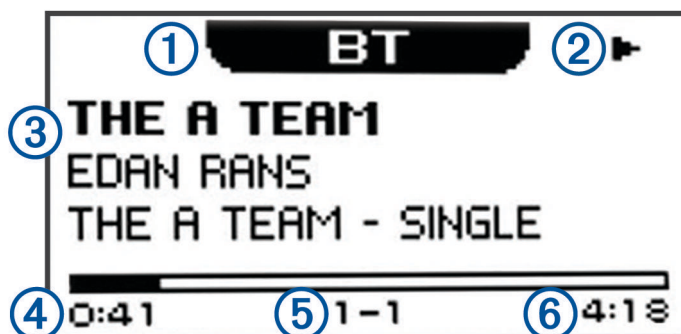 ① BT ②
③ THE A TEAM
EDAN RANS
THE A TEAM - SINGLE
④ 0:41 ⑤ 1-1 ⑥ 4:18